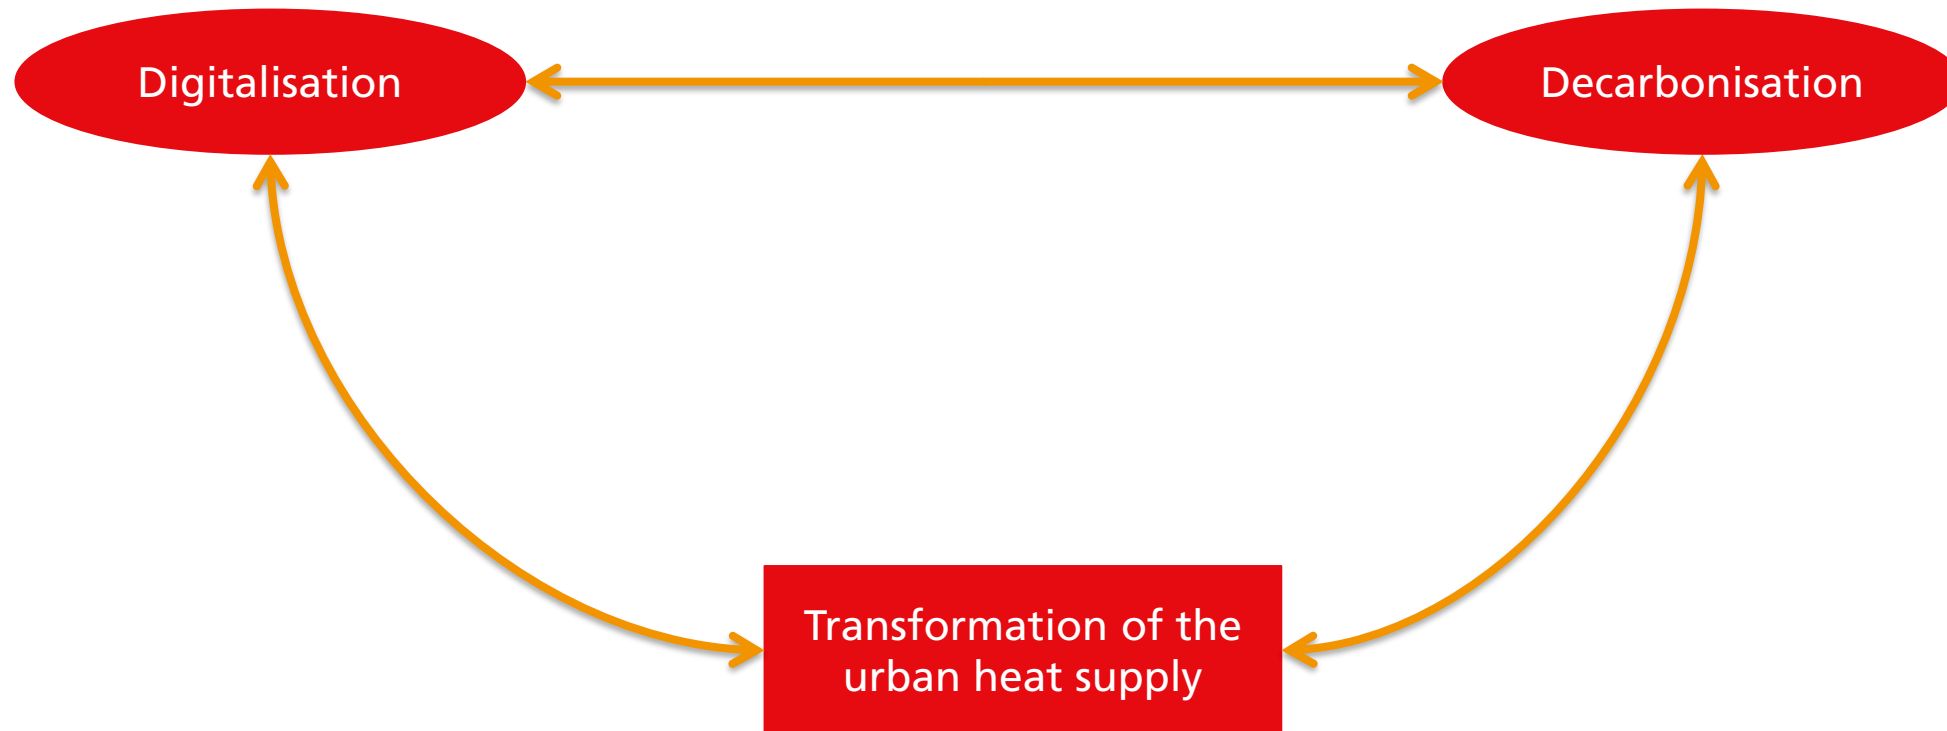 Digitalisation
Decarbonisation
Transformation of the
urban heat supply